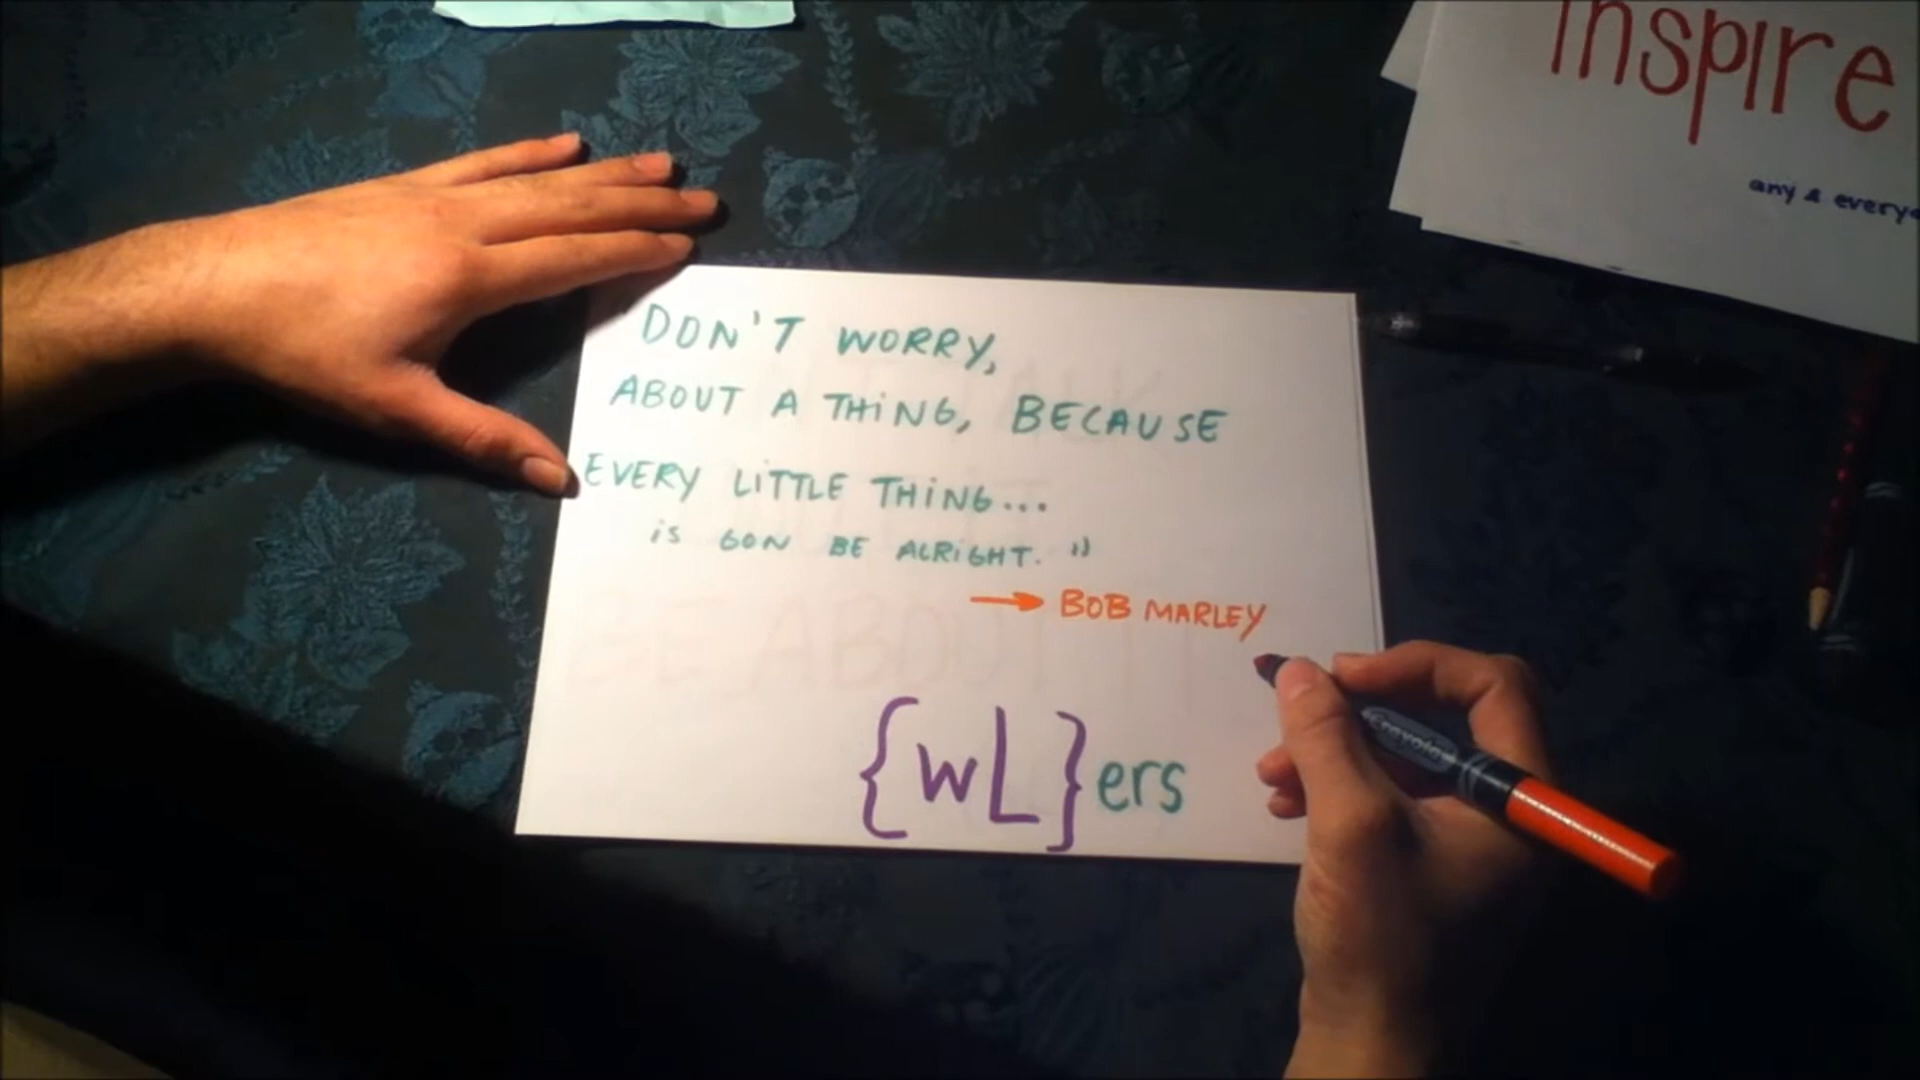 inspire
any & every
DON'T WORRY,
ABOUT A THiNG, BECAUSE
EVERY LiTTLE THiNG...
iS GON BE ALRiGHT. "
→ BOB MARLEY
{wL}ers
Crayola